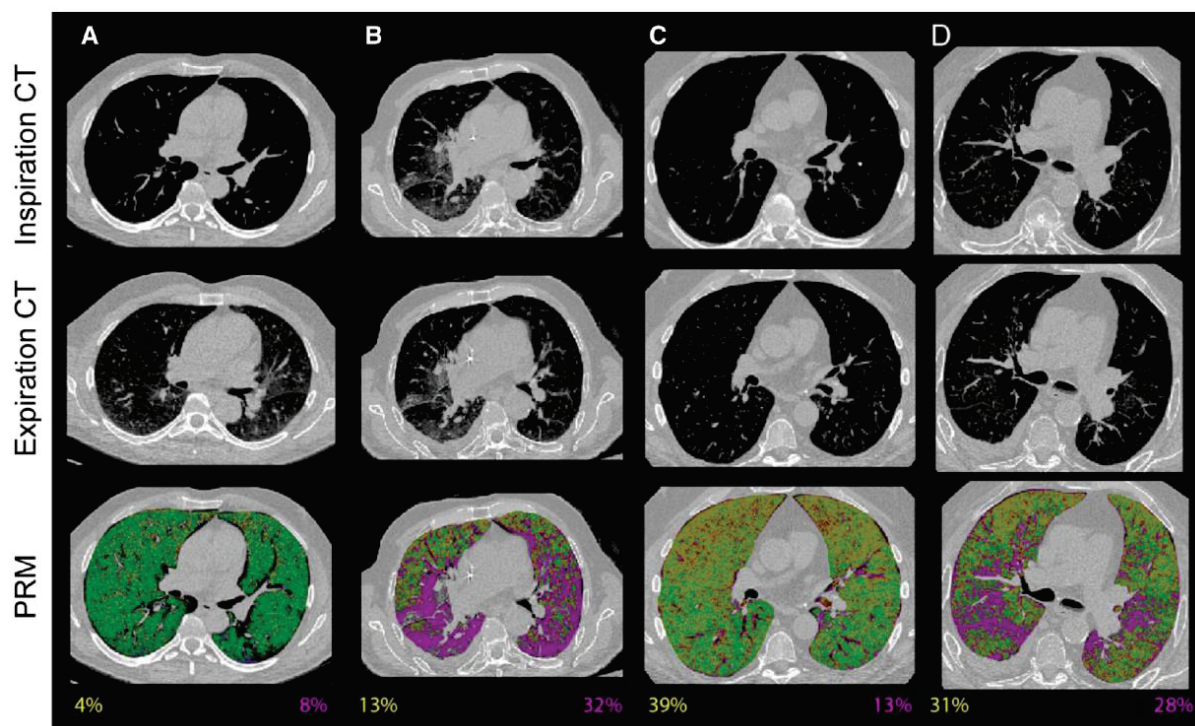 A B C D
Inspiration CT
Expiration CT
PRM
4% 8% 13% 32% 39% 13% 31% 28%